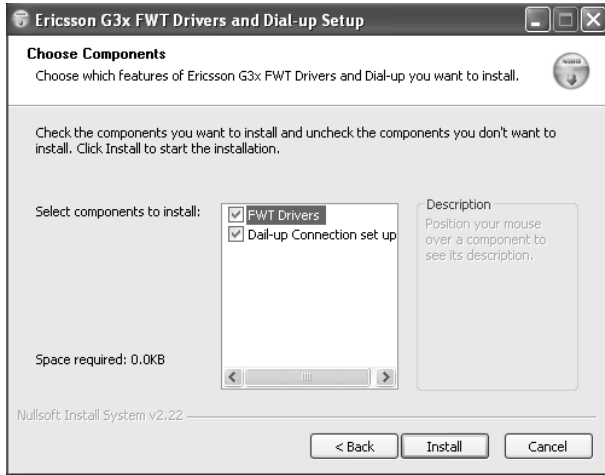 Ericsson G3x FWT Drivers and Dial-up Setup
Choose Components
Choose which features of Ericsson G3x FWT Drivers and Dial-up you want to install.
Check the components you want to install and uncheck the components you don't want to
install. Click Install to start the installation.
Select components to install:
FWT Drivers
Dail-up Connection set up
Description
Position your mouse
over a component to
see its description.
Space required: 0.0KB
Nullsoft Install System v2.22
< Back
Install
Cancel